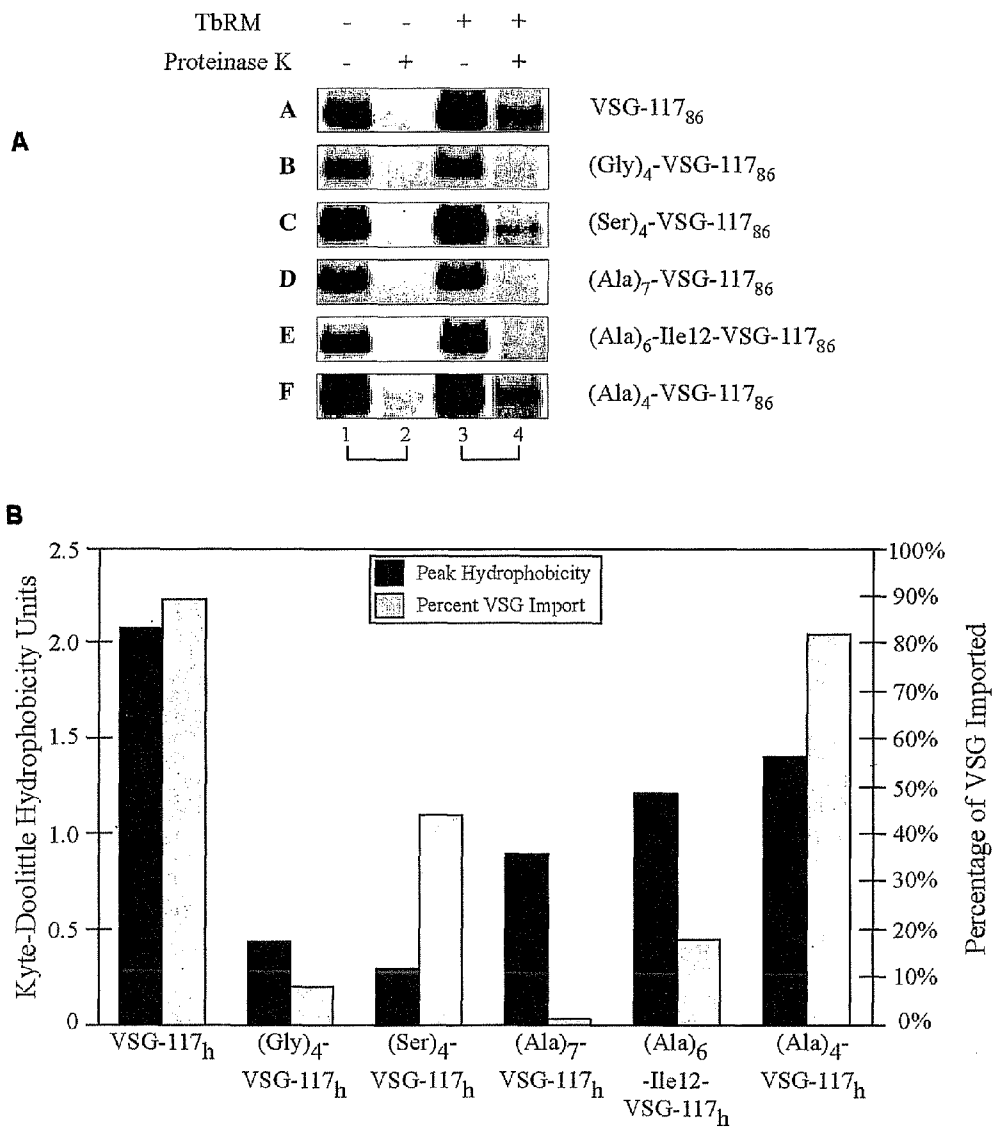 TbRM - - + +
Proteinase K - + - +
A
A VSG-117₈₆
B (Gly)₄-VSG-117₈₆
C (Ser)₄-VSG-117₈₆
D (Ala)₇-VSG-117₈₆
E (Ala)₆-Ile12-VSG-117₈₆
F (Ala)₄-VSG-117₈₆
1 2 3 4
B
Kyte-Doolittle Hydrophobicity Units
2.5
2.0
1.5
1.0
0.5
0
Peak Hydrophobicity
Percent VSG Import
100%
90%
80%
70%
60%
50%
40%
30%
20%
10%
0%
Percentage of VSG Imported
VSG-117ₕ
(Gly)₄-
VSG-117ₕ
(Ser)₄-
VSG-117ₕ
(Ala)₇-
VSG-117ₕ
(Ala)₆
-Ile12-
VSG-117ₕ
(Ala)₄-
VSG-117ₕ